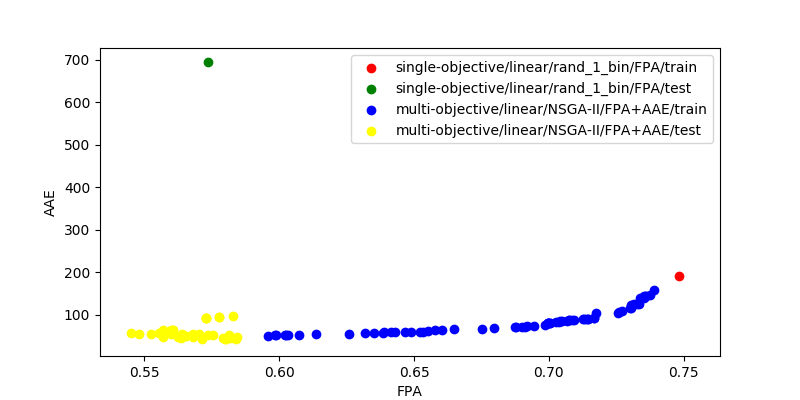 700
600
500
400
300
200
100
AAE
0.55
0.60
0.65
0.70
0.75
FPA
single-objective/linear/rand_1_bin/FPA/train
single-objective/linear/rand_1_bin/FPA/test
multi-objective/linear/NSGA-II/FPA+AAE/train
multi-objective/linear/NSGA-II/FPA+AAE/test